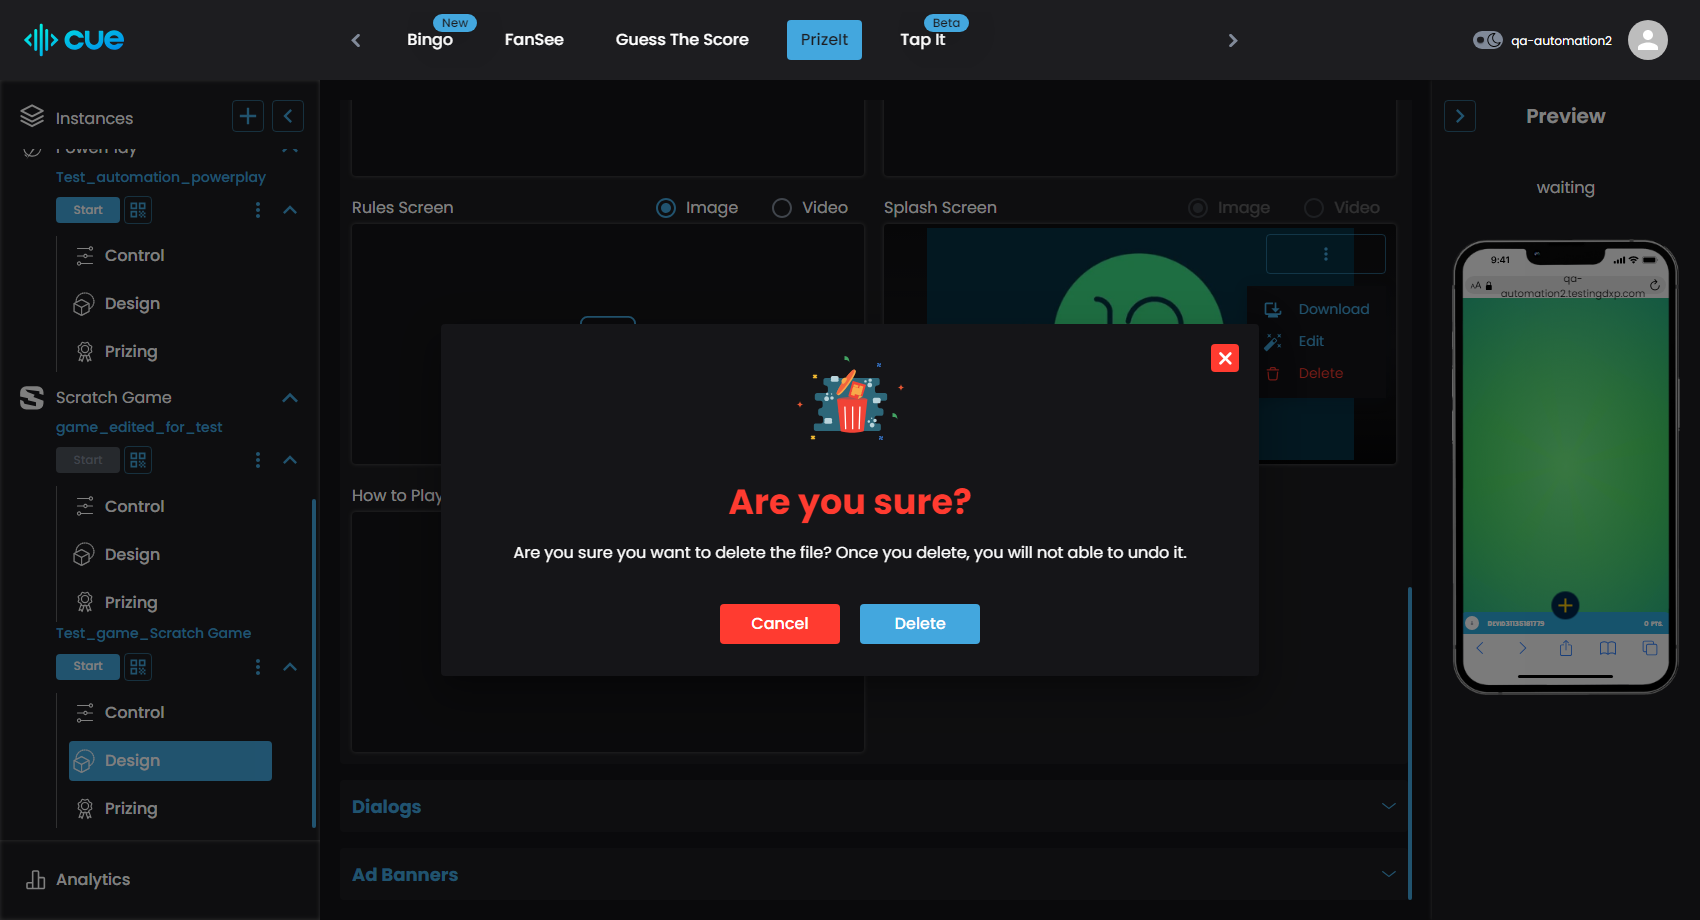 cue
New
Bingo
FanSee
Guess The Score
PrizeIt
Beta
Tap It
qa-automation2
Instances
PowerPlay
Test_automation_powerplay
Start
Control
Design
Prizing
Scratch Game
game_edited_for_test
Start
Control
Design
Prizing
Test_game_Scratch Game
Start
Control
Design
Prizing
Analytics
Rules Screen
Image
Video
Splash Screen
Image
Video
Download
Edit
Delete
How to Play
Are you sure?
Are you sure you want to delete the file? Once you delete, you will not able to undo it.
Cancel
Delete
Dialogs
Ad Banners
Preview
waiting
9:41
AA
qa-
automation2.testingdxp.com
0 Pts.